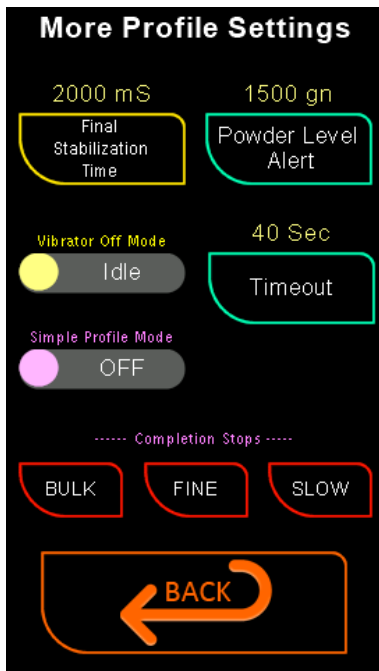 More Profile Settings
2000 mS
1500 gn
Final
Stabilization
Time
Powder Level
Alert
Vibrator Off Mode
Idle
40 Sec
Timeout
Simple Profile Mode
OFF
------ Completion Stops -----
BULK
FINE
SLOW
BACK